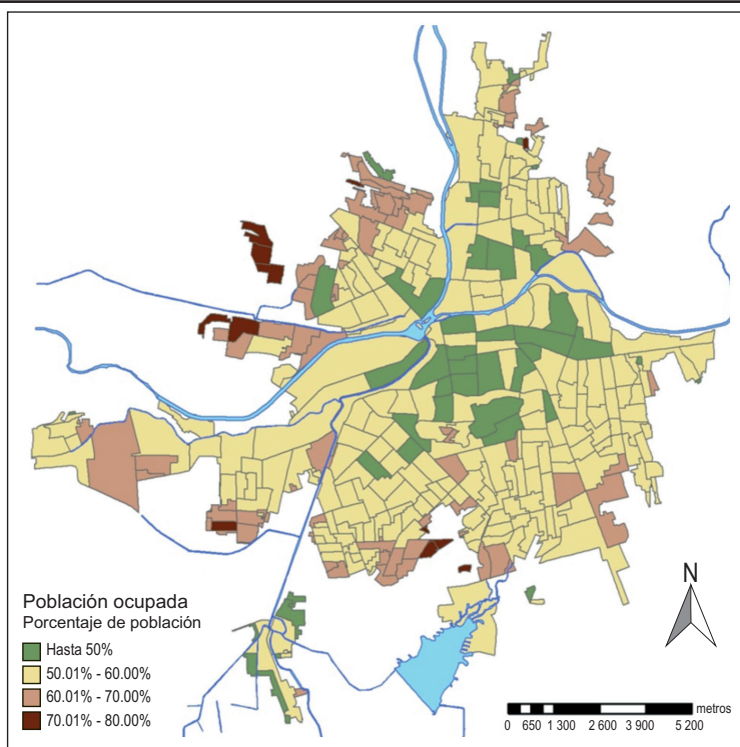 N
Población ocupada
Porcentaje de población
Hasta 50%
50.01% - 60.00%
60.01% - 70.00%
70.01% - 80.00%
metros
0 650 1 300 2 600 3 900 5 200